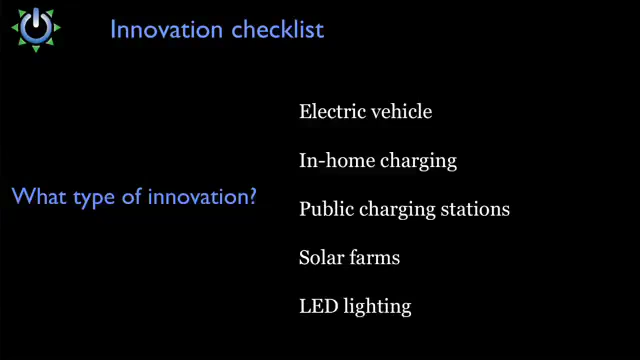 Innovation checklist
What type of innovation?
Electric vehicle
In-home charging
Public charging stations
Solar farms
LED lighting